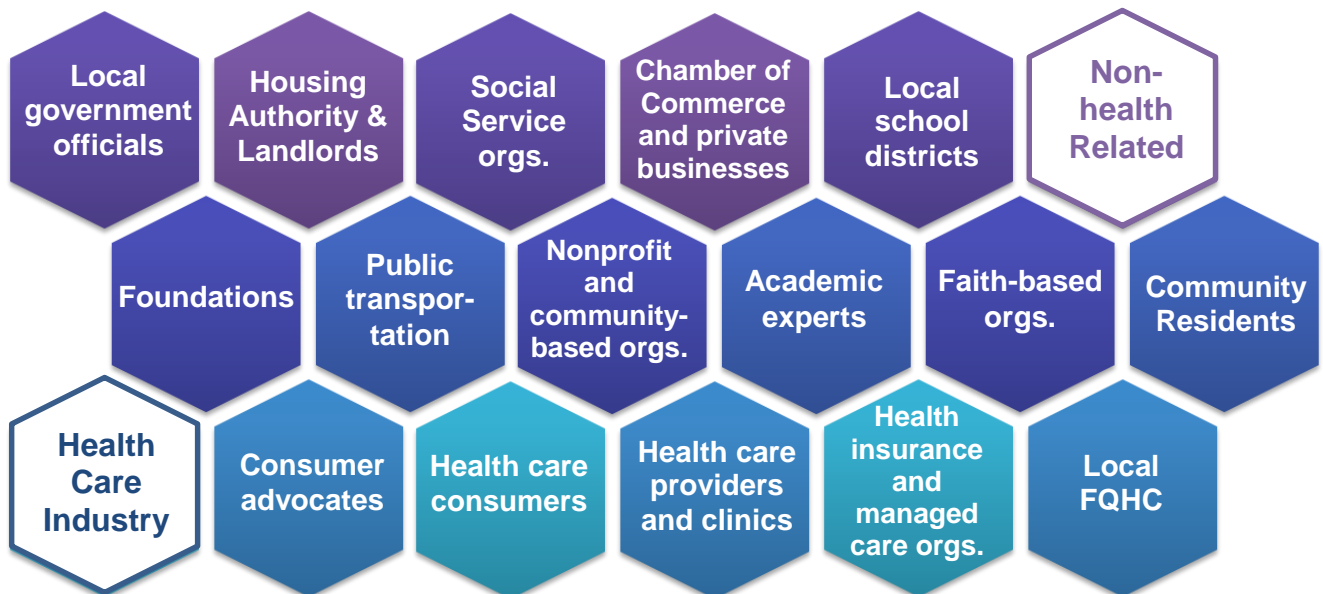 Local
government
officials
Housing
Authority &
Landlords
Social
Service
orgs.
Chamber of
Commerce
and private
businesses
Local
school
districts
Non-
health
Related
Foundations
Public
transpor-
tation
Nonprofit
and
community-
based orgs.
Academic
experts
Faith-based
orgs.
Community
Residents
Health
Care
Industry
Consumer
advocates
Health care
consumers
Health care
providers
and clinics
Health
insurance
and
managed
care orgs.
Local
FQHC